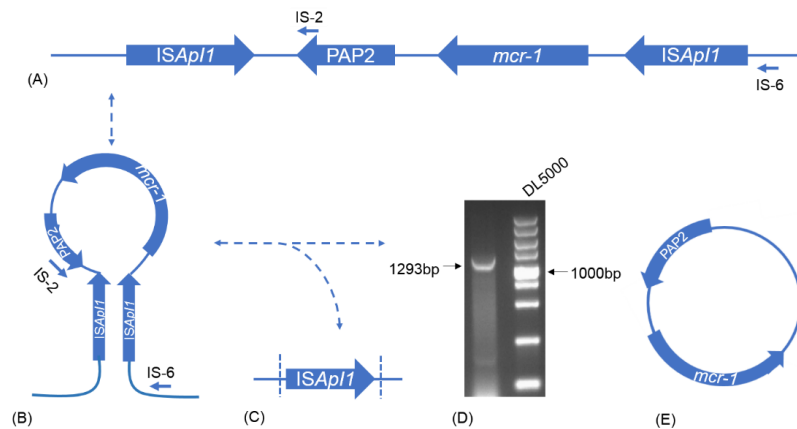 IS-2
ISApl1
PAP2
mcr-1
ISApl1
(A)
IS-6
mcr-1
PAP2
IS-2
ISApl1
ISApl1
IS-6
(B)
ISApl1
(C)
DL5000
1293bp
1000bp
(D)
PAP2
mcr-1
(E)